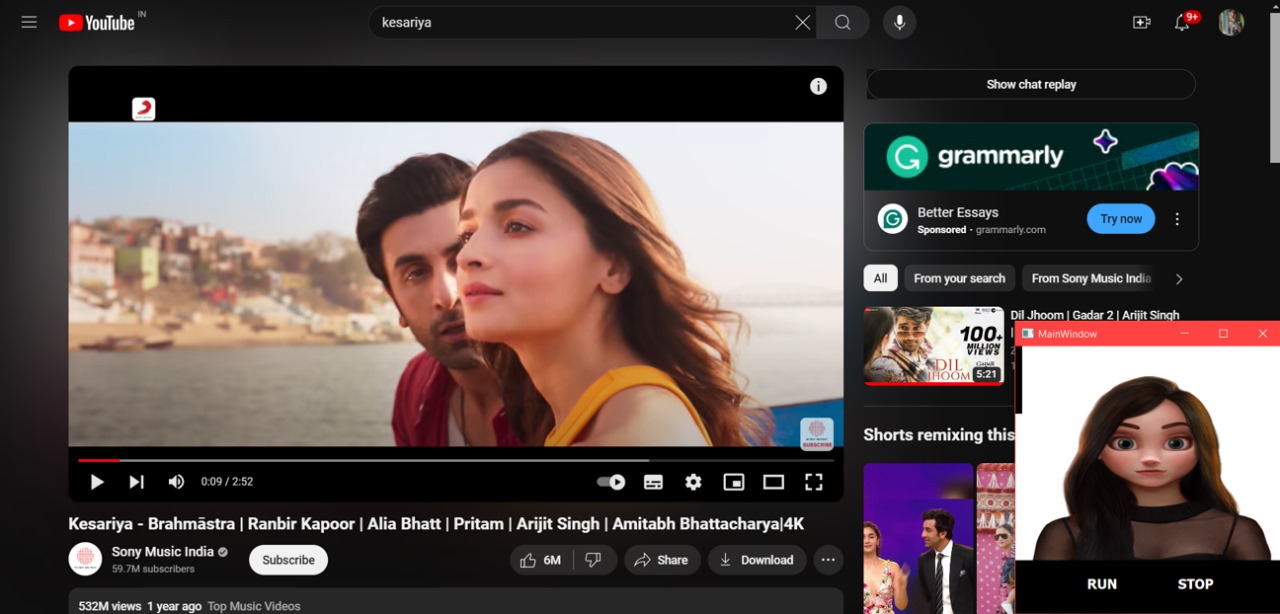 YouTube IN
kesariya
9+
Show chat replay
grammarly
Better Essays
Sponsored · grammarly.com
Try now
All
From your search
From Sony Music India
SUBSCRIBE
0:09 / 2:52
Kesariya - Brahmāstra | Ranbir Kapoor | Alia Bhatt | Pritam | Arijit Singh | Amitabh Bhattacharya|4K
Sony Music India
59.7M subscribers
Subscribe
6M
Share
Download
532M views 1 year ago Top Music Videos
100+
MILLION
VIEWS
DIL
JHOOM
5:21
Dil Jhoom | Gadar 2 | Arijit Singh
Shorts remixing this
MainWindow
RUN
STOP